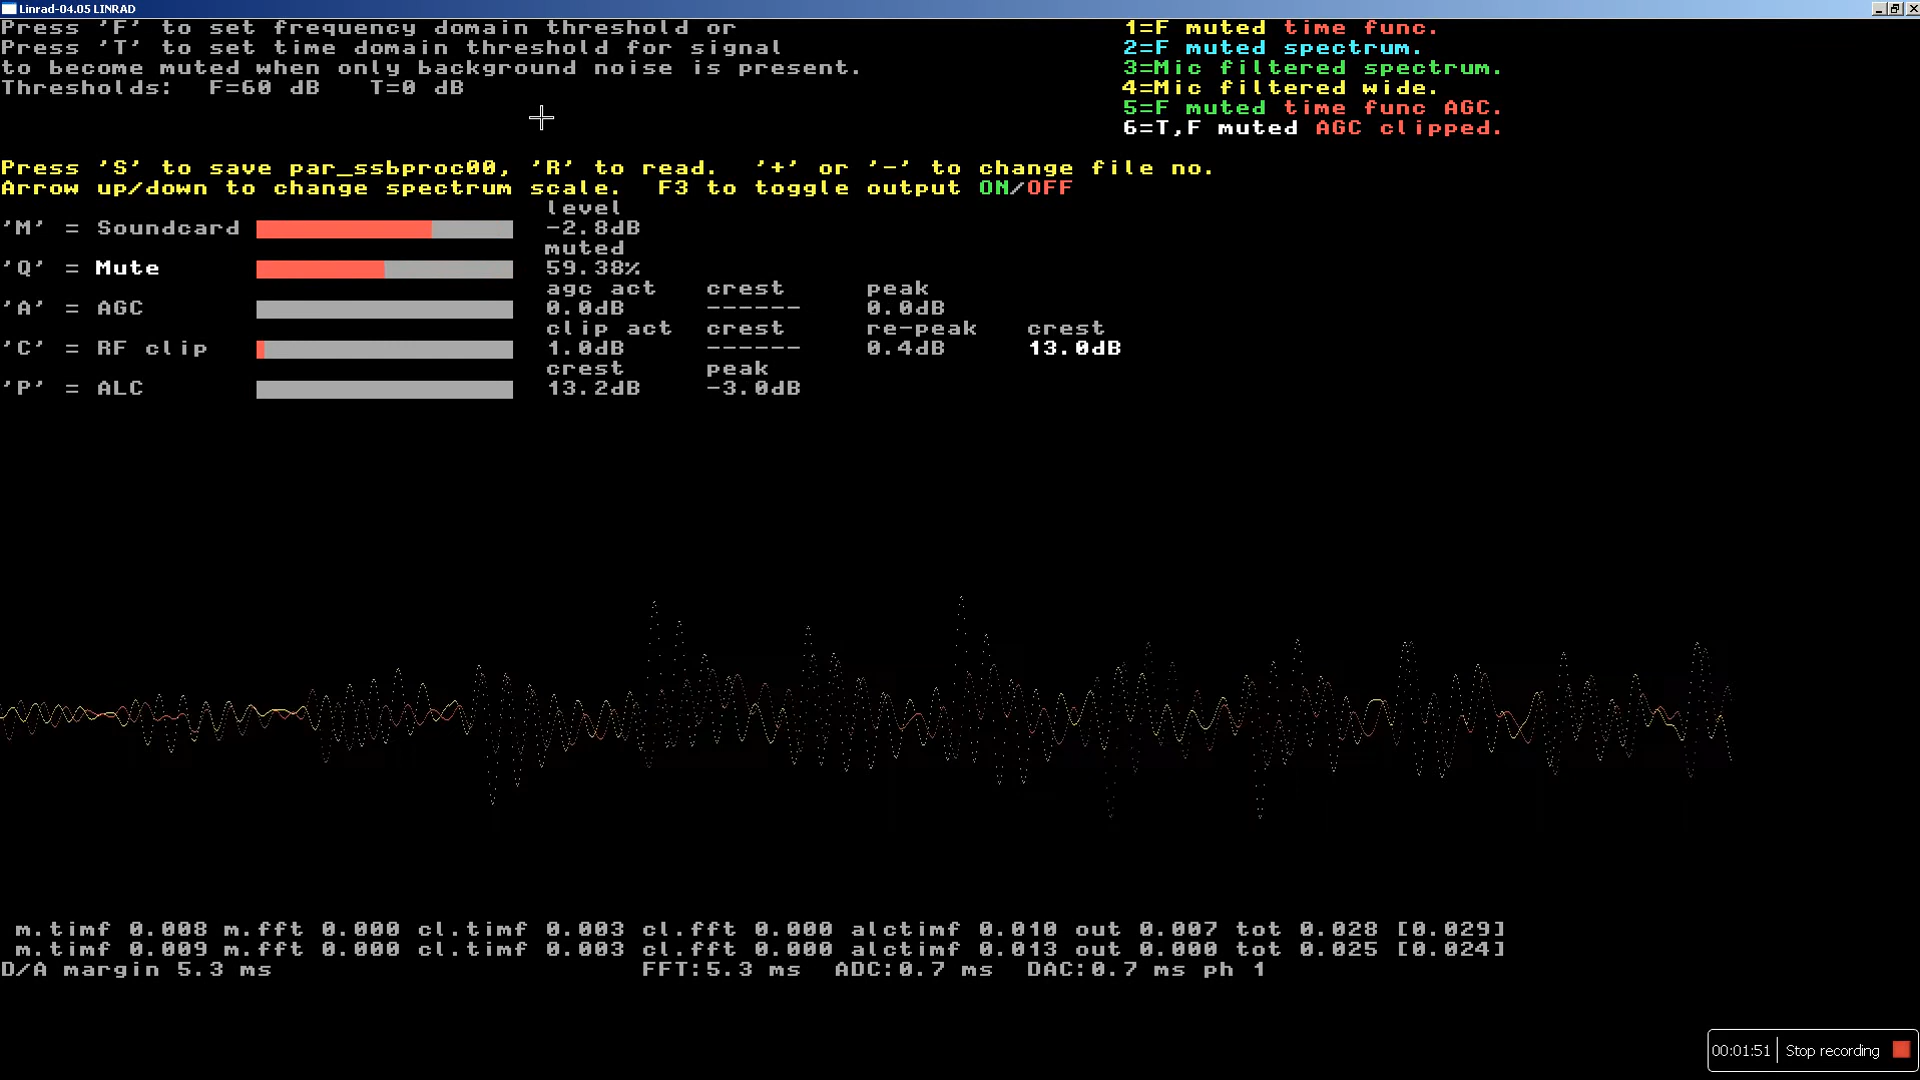 Linrad-04.05 LINRAD
Press 'F' to set frequency domain threshold or
Press 'T' to set time domain threshold for signal
to become muted when only background noise is present.
Thresholds: F=60 dB T=0 dB
1=F muted time func.
2=F muted spectrum.
3=Mic filtered spectrum.
4=Mic filtered wide.
5=F muted time func AGC.
6=T,F muted AGC clipped.
Press 'S' to save par_ssbproc00, 'R' to read. '+' or '-' to change file no.
Arrow up/down to change spectrum scale. F3 to toggle output ON/OFF
level
'M' = Soundcard -2.8dB
muted
'Q' = Mute 59.38%
agc act crest peak
'A' = AGC 0.0dB ------ 0.0dB
clip act crest re-peak crest
'C' = RF clip 1.0dB ------ 0.4dB 13.0dB
crest peak
'P' = ALC 13.2dB -3.0dB
m.timf 0.008 m.fft 0.000 cl.timf 0.003 cl.fft 0.000 alctimf 0.010 out 0.007 tot 0.028 [0.029]
m.timf 0.009 m.fft 0.000 cl.timf 0.003 cl.fft 0.000 alctimf 0.013 out 0.000 tot 0.025 [0.024]
D/A margin 5.3 ms FFT:5.3 ms ADC:0.7 ms DAC:0.7 ms ph 1
00:01:51 Stop recording